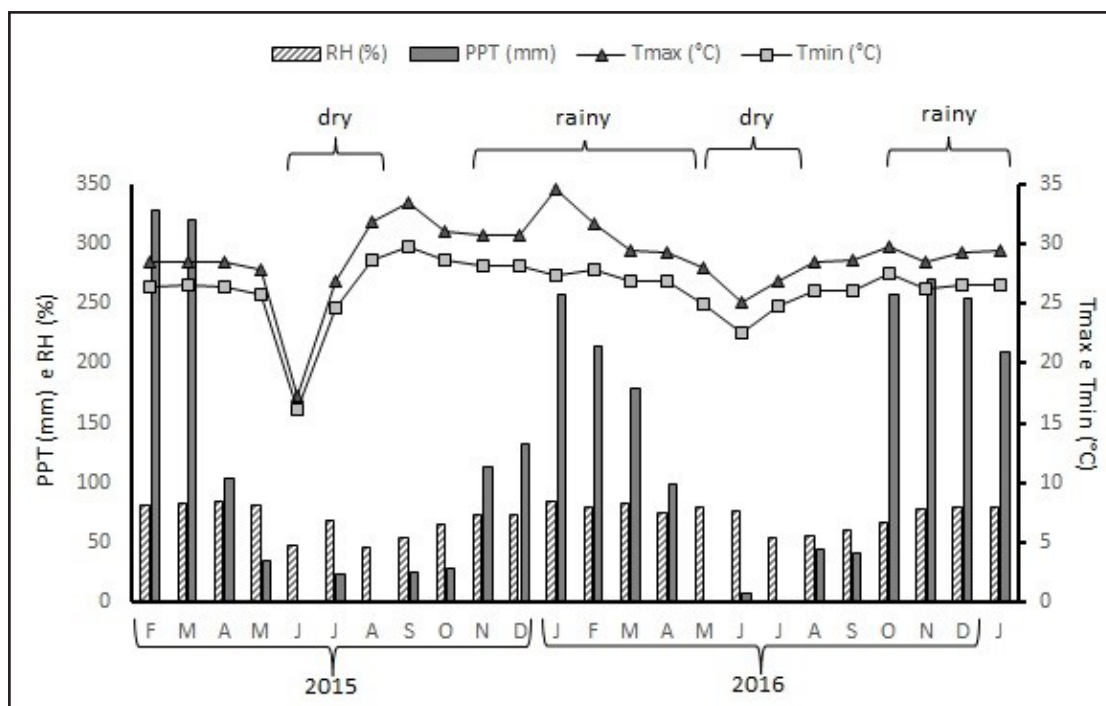 RH (%) PPT (mm) Tmax (°C) Tmin (°C)
dry rainy dry rainy
350 35
300 30
250 25
200 20
150 15
100 10
50 5
0 0
PPT (mm) e RH (%)
Tmax e Tmin (°C)
F M A M J J A S O N D J F M A M J J A S O N D J
2015 2016